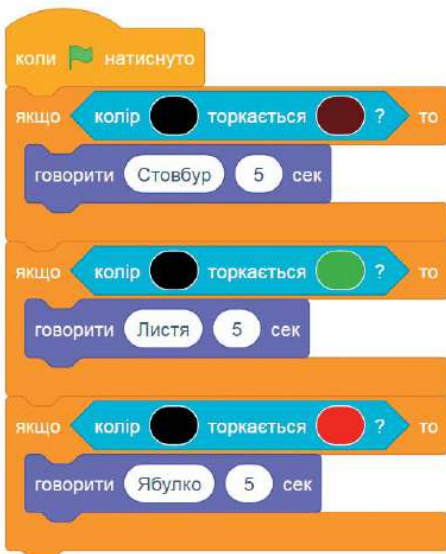 коли натиснуто
якщо колір торкається ? то
говорити Стовбур 5 сек
якщо колір торкається ? то
говорити Листя 5 сек
якщо колір торкається ? то
говорити Ябулко 5 сек